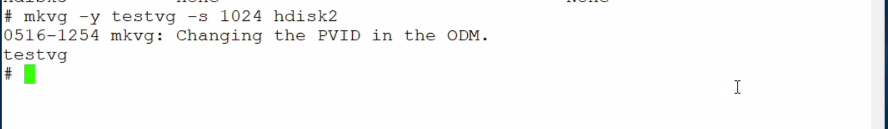 # mkvg -y testvg -s 1024 hdisk2
0516-1254 mkvg: Changing the PVID in the ODM.
testvg
#